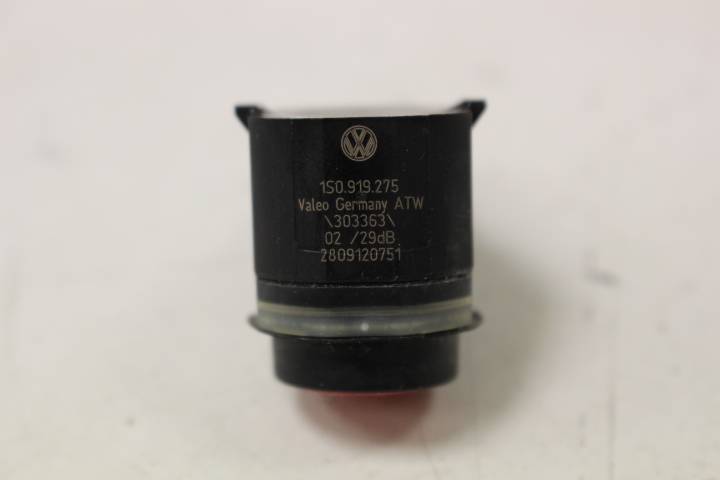 1S0.919.275
Valeo Germany ATW
\303363\
02 /29dB
2809120751